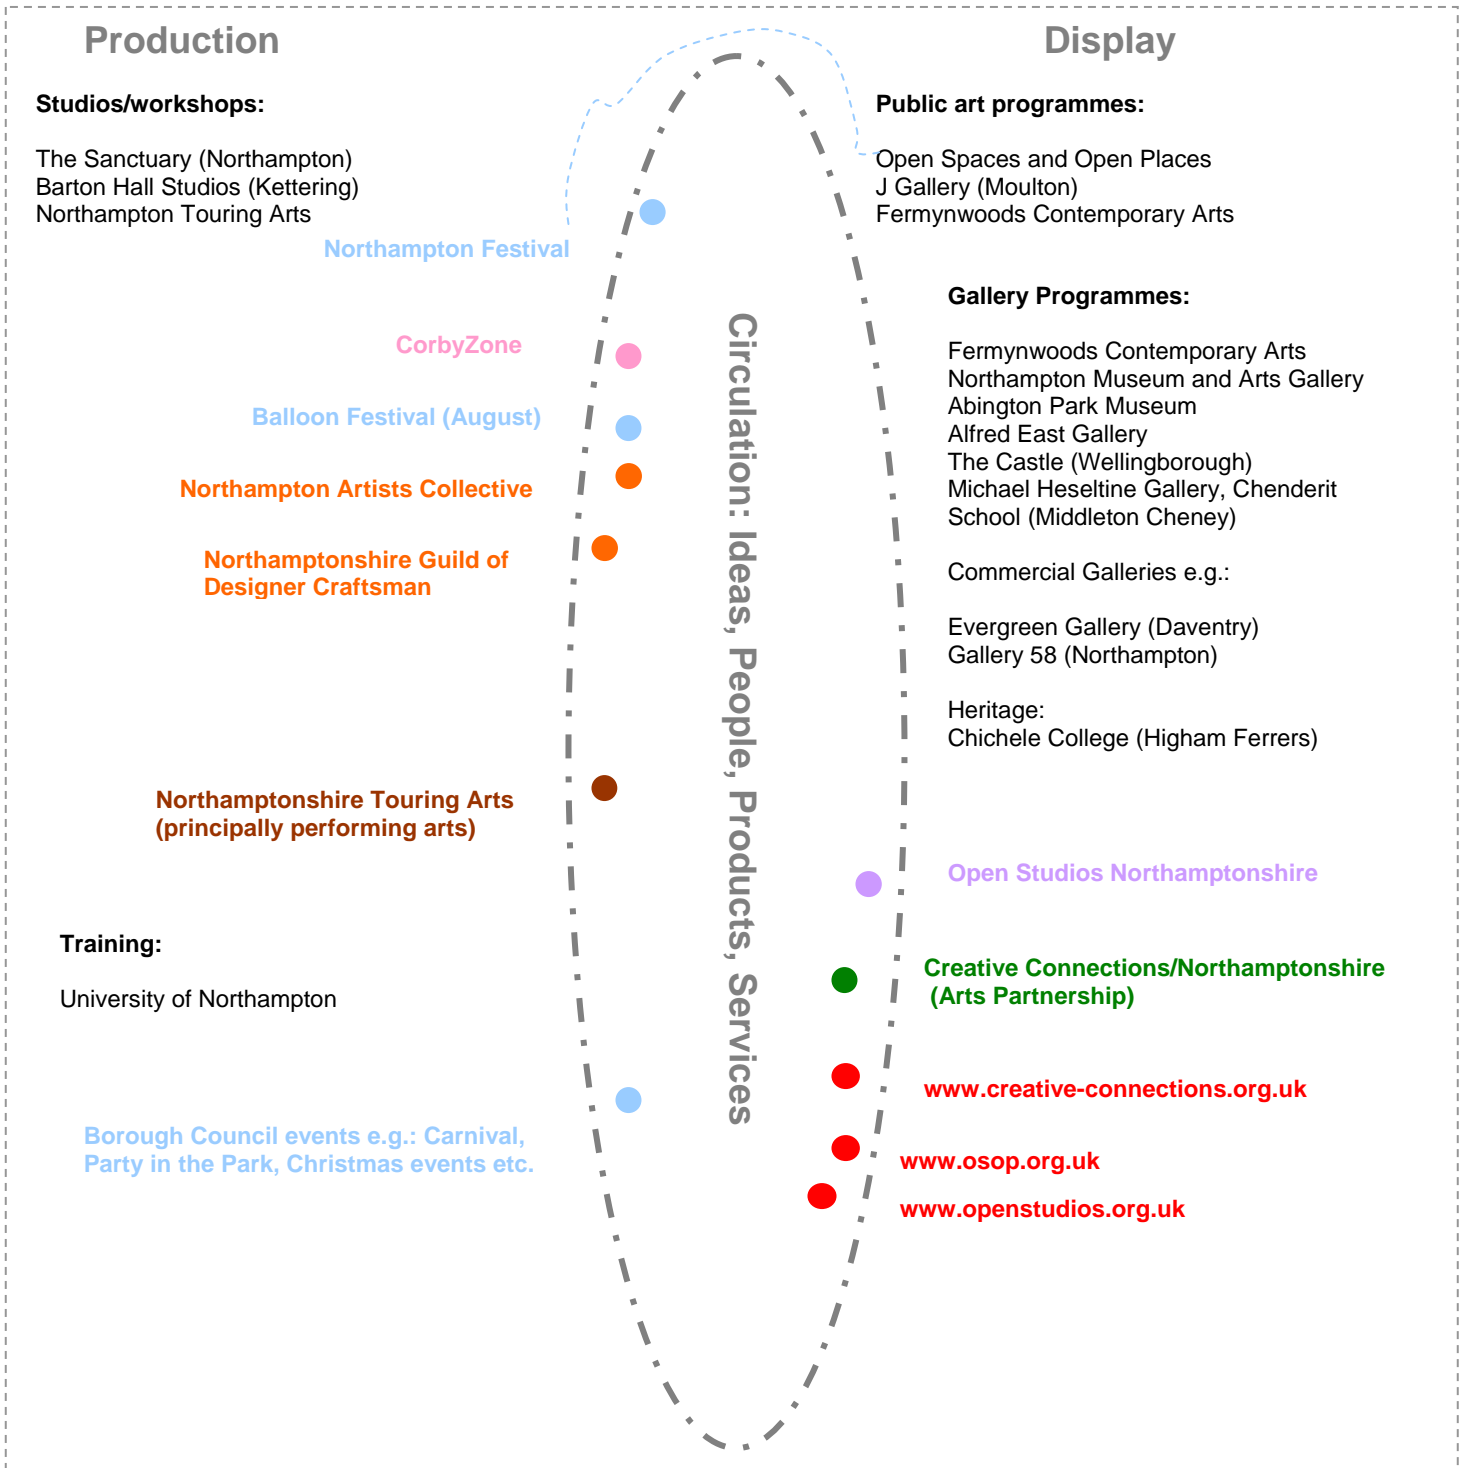 Production
Studios/workshops:
The Sanctuary (Northampton)
Barton Hall Studios (Kettering)
Northampton Touring Arts
Northampton Festival
CorbyZone
Balloon Festival (August)
Northampton Artists Collective
Northamptonshire Guild of
Designer Craftsman
Northamptonshire Touring Arts
(principally performing arts)
Training:
University of Northampton
Borough Council events e.g.: Carnival,
Party in the Park, Christmas events etc.
Circulation: Ideas, People, Products, Services
Display
Public art programmes:
Open Spaces and Open Places
J Gallery (Moulton)
Fermynwoods Contemporary Arts
Gallery Programmes:
Fermynwoods Contemporary Arts
Northampton Museum and Arts Gallery
Abington Park Museum
Alfred East Gallery
The Castle (Wellingborough)
Michael Heseltine Gallery, Chenderit
School (Middleton Cheney)
Commercial Galleries e.g.:
Evergreen Gallery (Daventry)
Gallery 58 (Northampton)
Heritage:
Chichele College (Higham Ferrers)
Open Studios Northamptonshire
Creative Connections/Northamptonshire
(Arts Partnership)
www.creative-connections.org.uk
www.osop.org.uk
www.openstudios.org.uk